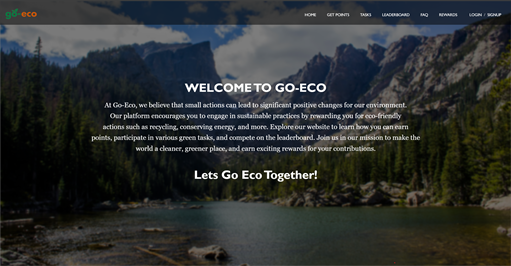 go-eco
HOME GET POINTS TASKS LEADERBOARD FAQ REWARDS LOGIN / SIGNUP
WELCOME TO GO-ECO
At Go-Eco, we believe that small actions can lead to significant positive changes for our environment.
Our platform encourages you to engage in sustainable practices by rewarding you for eco-friendly
actions such as recycling, conserving energy, and more. Explore our website to learn how you can earn
points, participate in various green tasks, and compete on the leaderboard. Join us in our mission to make the
world a cleaner, greener place, and earn exciting rewards for your contributions.
Lets Go Eco Together!